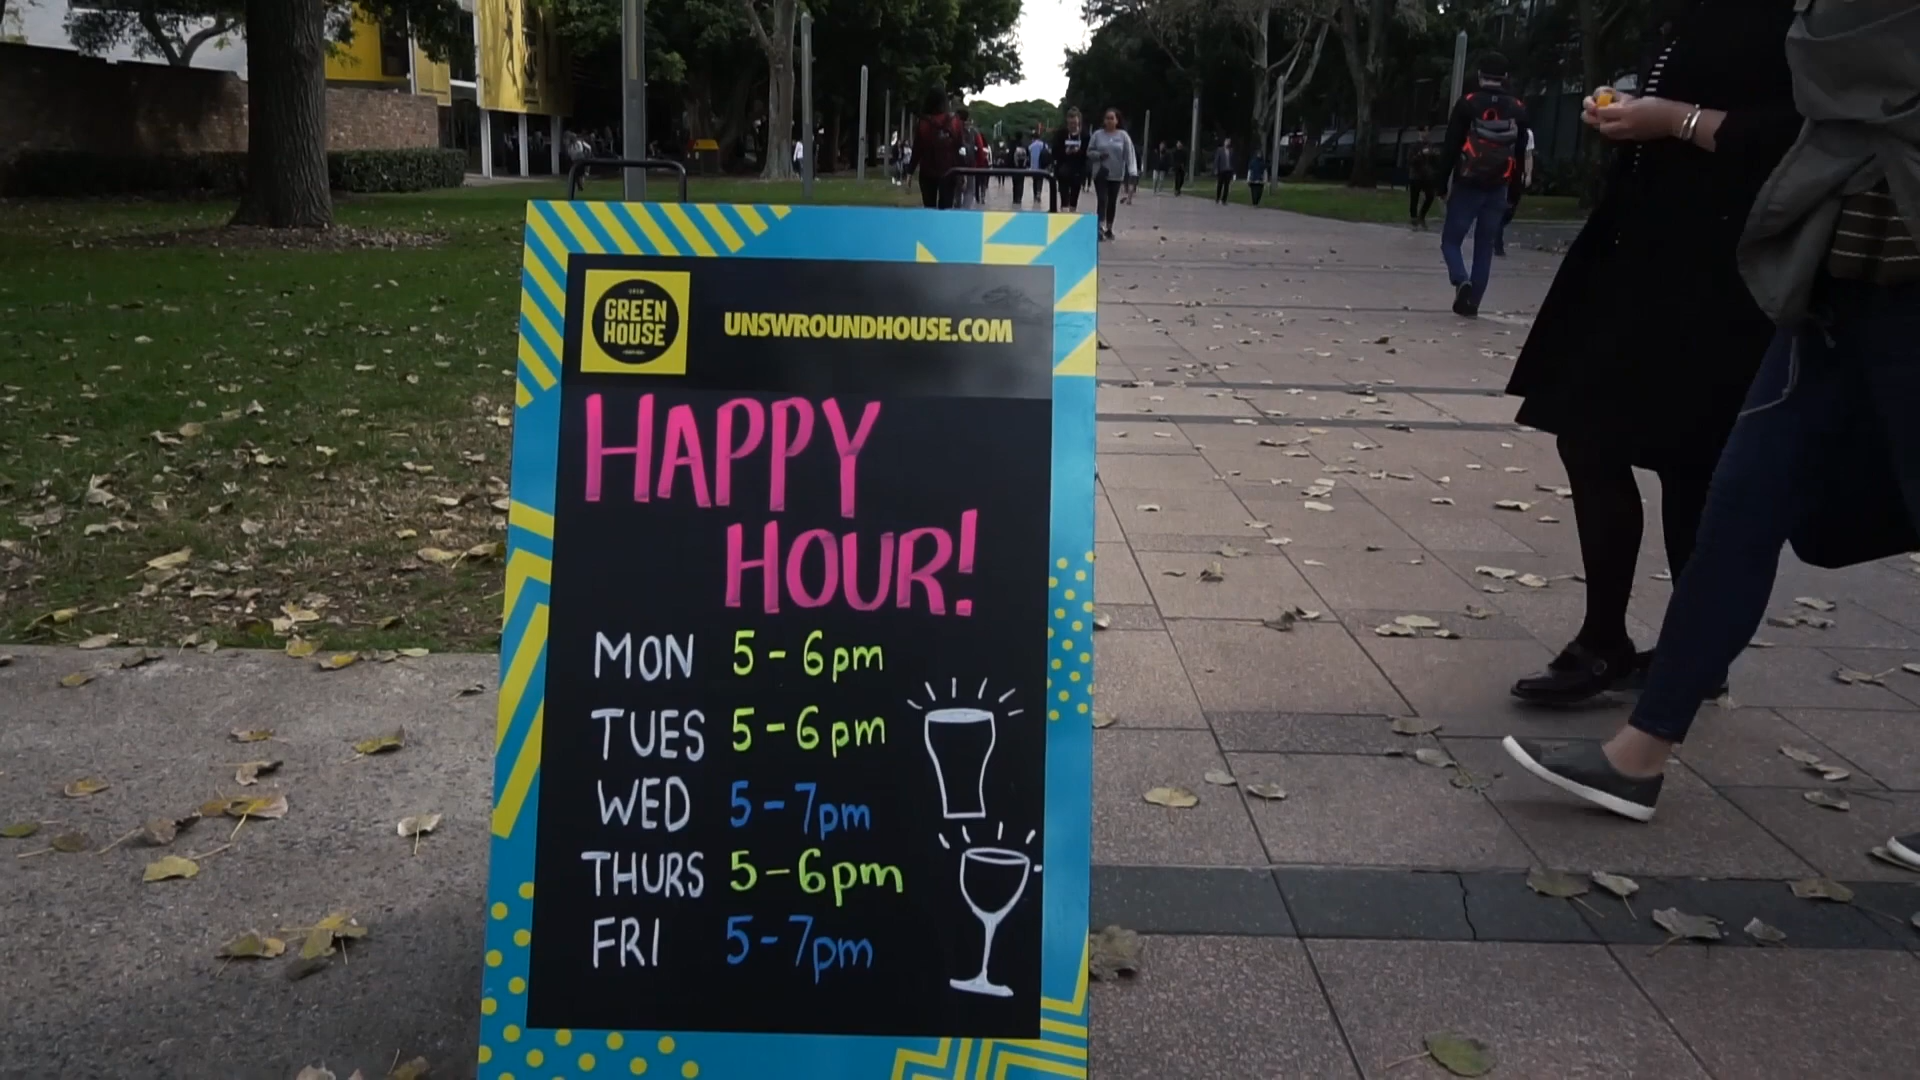 GREEN
HOUSE
UNSWROUNDHOUSE.COM
HAPPY
HOUR!
MON 5-6pm
TUES 5-6pm
WED 5-7pm
THURS 5-6pm
FRI 5-7pm